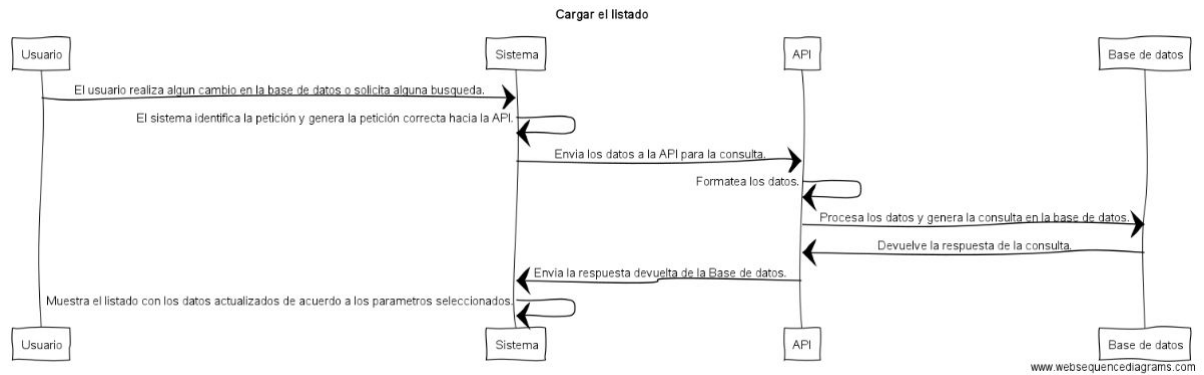 Cargar el listado
Usuario
Sistema
API
Base de datos
El usuario realiza algun cambio en la base de datos o solicita alguna busqueda.
El sistema identifica la petición y genera la petición correcta hacia la API.
Envia los datos a la API para la consulta.
Formatea los datos.
Procesa los datos y genera la consulta en la base de datos.
Devuelve la respuesta de la consulta.
Envia la respuesta devuelta de la Base de datos.
Muestra el listado con los datos actualizados de acuerdo a los parametros seleccionados.
Usuario
Sistema
API
Base de datos
www.websequencediagrams.com